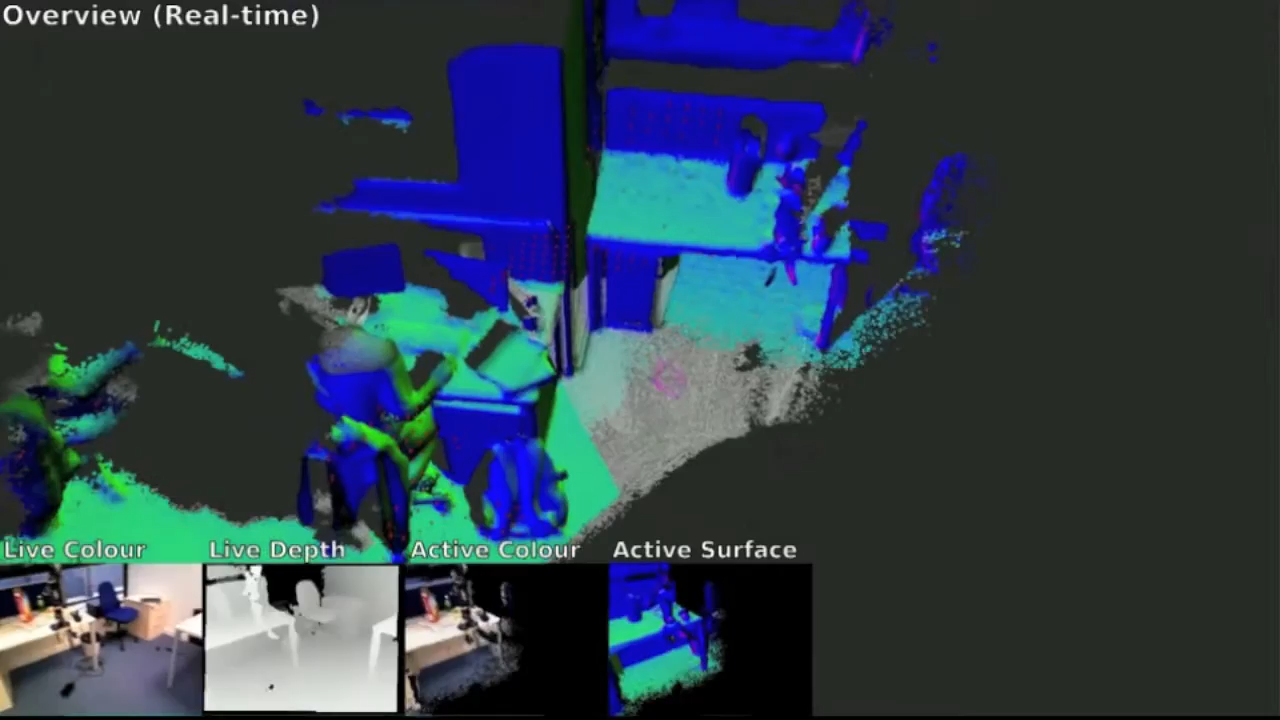 Overview (Real-time)
Live Colour
Live Depth
Active Colour
Active Surface